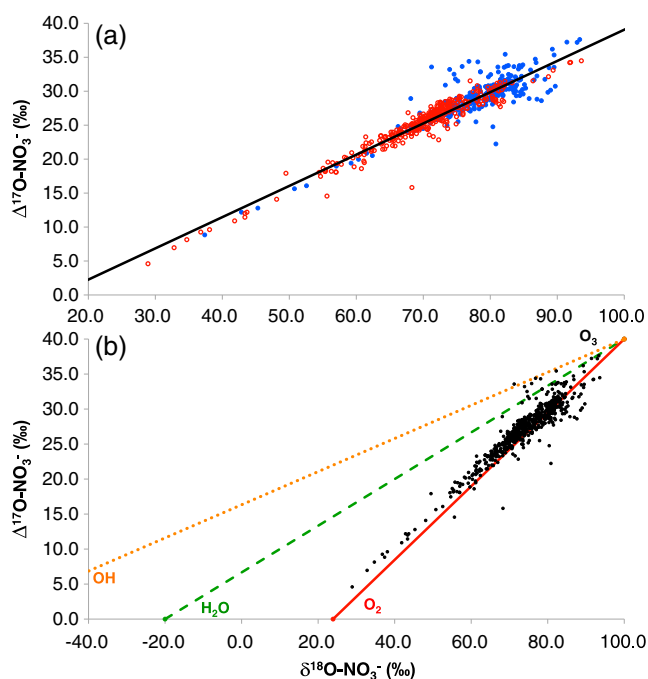 (a)
Δ¹⁷O-NO₃⁻ (‰)
40.0
35.0
30.0
25.0
20.0
15.0
10.0
5.0
0.0
20.0 30.0 40.0 50.0 60.0 70.0 80.0 90.0 100.0
(b)
O₃
Δ¹⁷O-NO₃⁻ (‰)
40.0
35.0
30.0
25.0
20.0
15.0
10.0
5.0
0.0
OH
H₂O
O₂
-40.0 -20.0 0.0 20.0 40.0 60.0 80.0 100.0
δ¹⁸O-NO₃⁻ (‰)